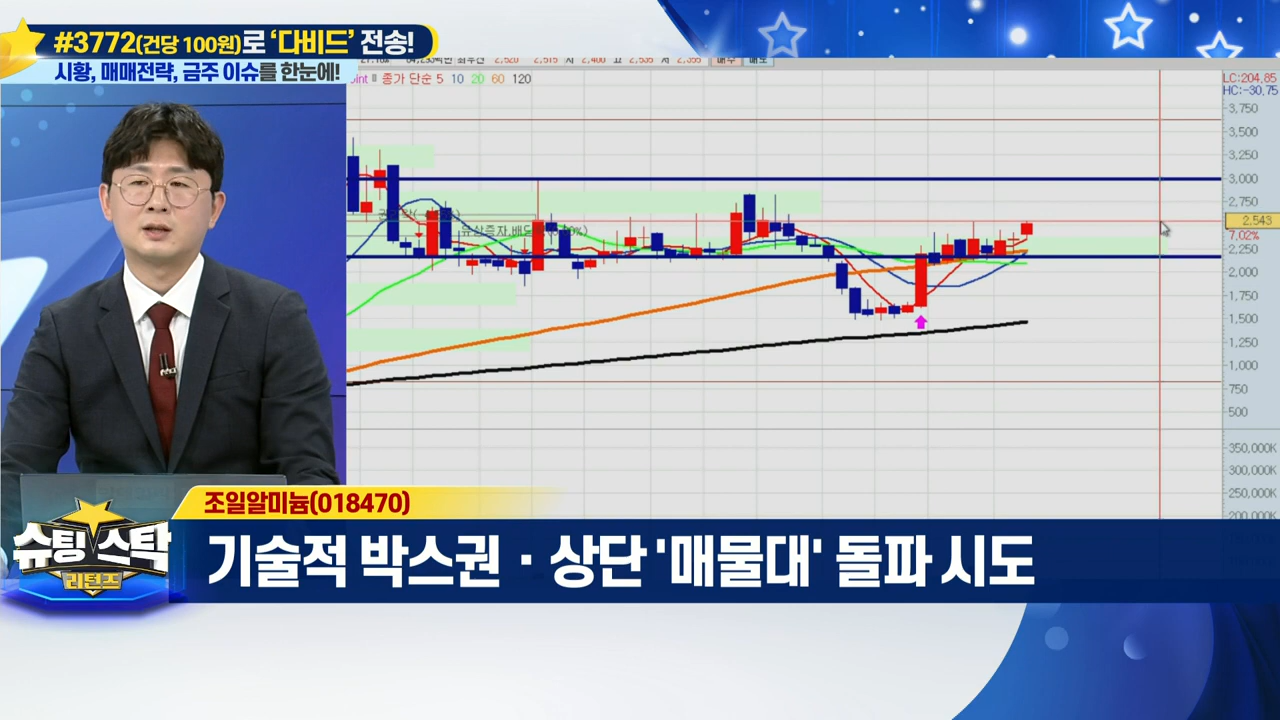 #3772(건당 100원)로 '다비드' 전송!
시황, 매매전략, 금주 이슈를 한눈에!
종가 단순 5 10 20 60 120
LC:204.85
HC:-30.75
3,750
3,500
3,250
3,000
2,750
2,543
7.02%
2,250
2,000
1,750
1,500
1,250
1,000
750
500
350,000K
300,000K
250,000K
200,000K
조일알미늄(018470)
슈팅스탁
리턴즈
기술적 박스권 · 상단 '매물대' 돌파 시도